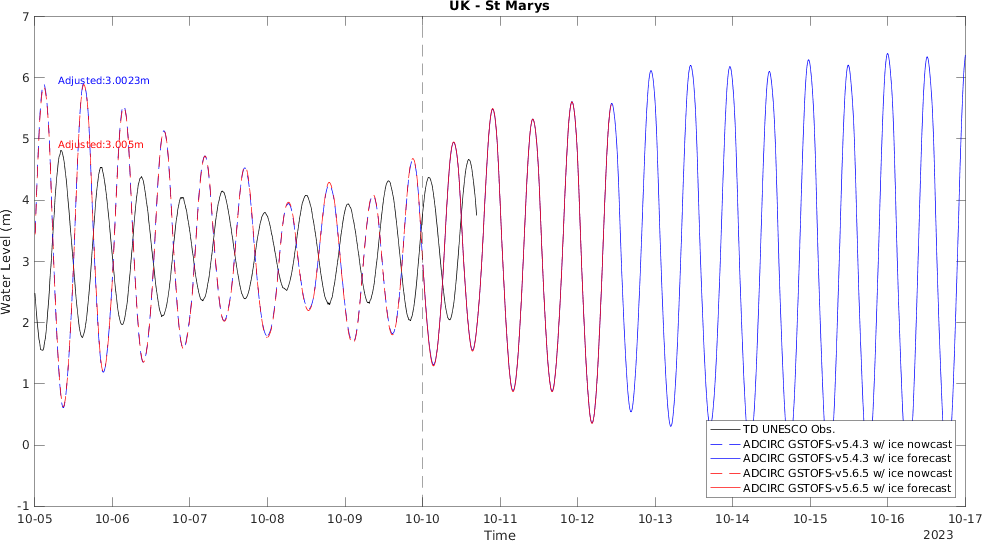 UK - St Marys
7
6
5
4
3
2
1
0
-1
Water Level (m)
Adjusted:3.0023m
Adjusted:3.005m
TD UNESCO Obs.
ADCIRC GSTOFS-v5.4.3 w/ ice nowcast
ADCIRC GSTOFS-v5.4.3 w/ ice forecast
ADCIRC GSTOFS-v5.6.5 w/ ice nowcast
ADCIRC GSTOFS-v5.6.5 w/ ice forecast
10-05 10-06 10-07 10-08 10-09 10-10 10-11 10-12 10-13 10-14 10-15 10-16 10-17
Time
2023